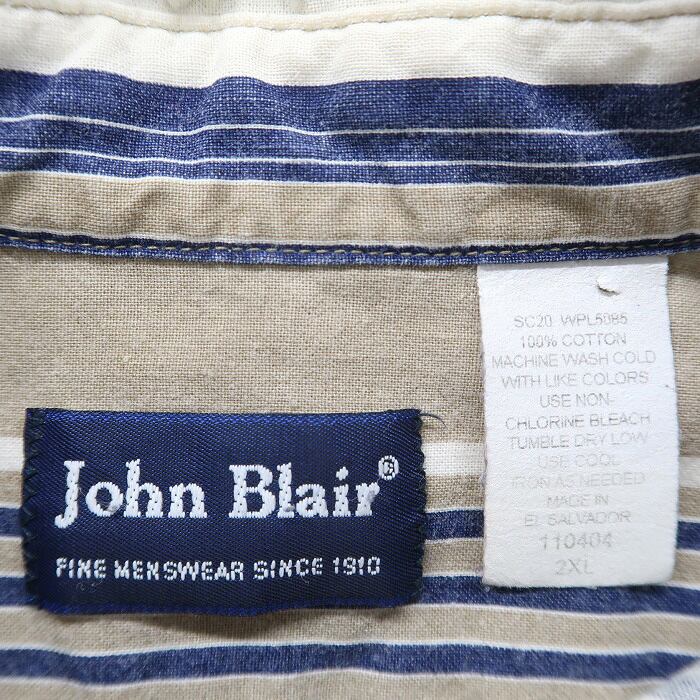 John Blair®
FINE MENSWEAR SINCE 1910
SC20 WPL5085
100% COTTON
MACHINE WASH COLD
WITH LIKE COLORS
USE NON-
CHLORINE BLEACH
TUMBLE DRY LOW
USE COOL
IRON AS NEEDED
MADE IN
EL SALVADOR
110404
2XL